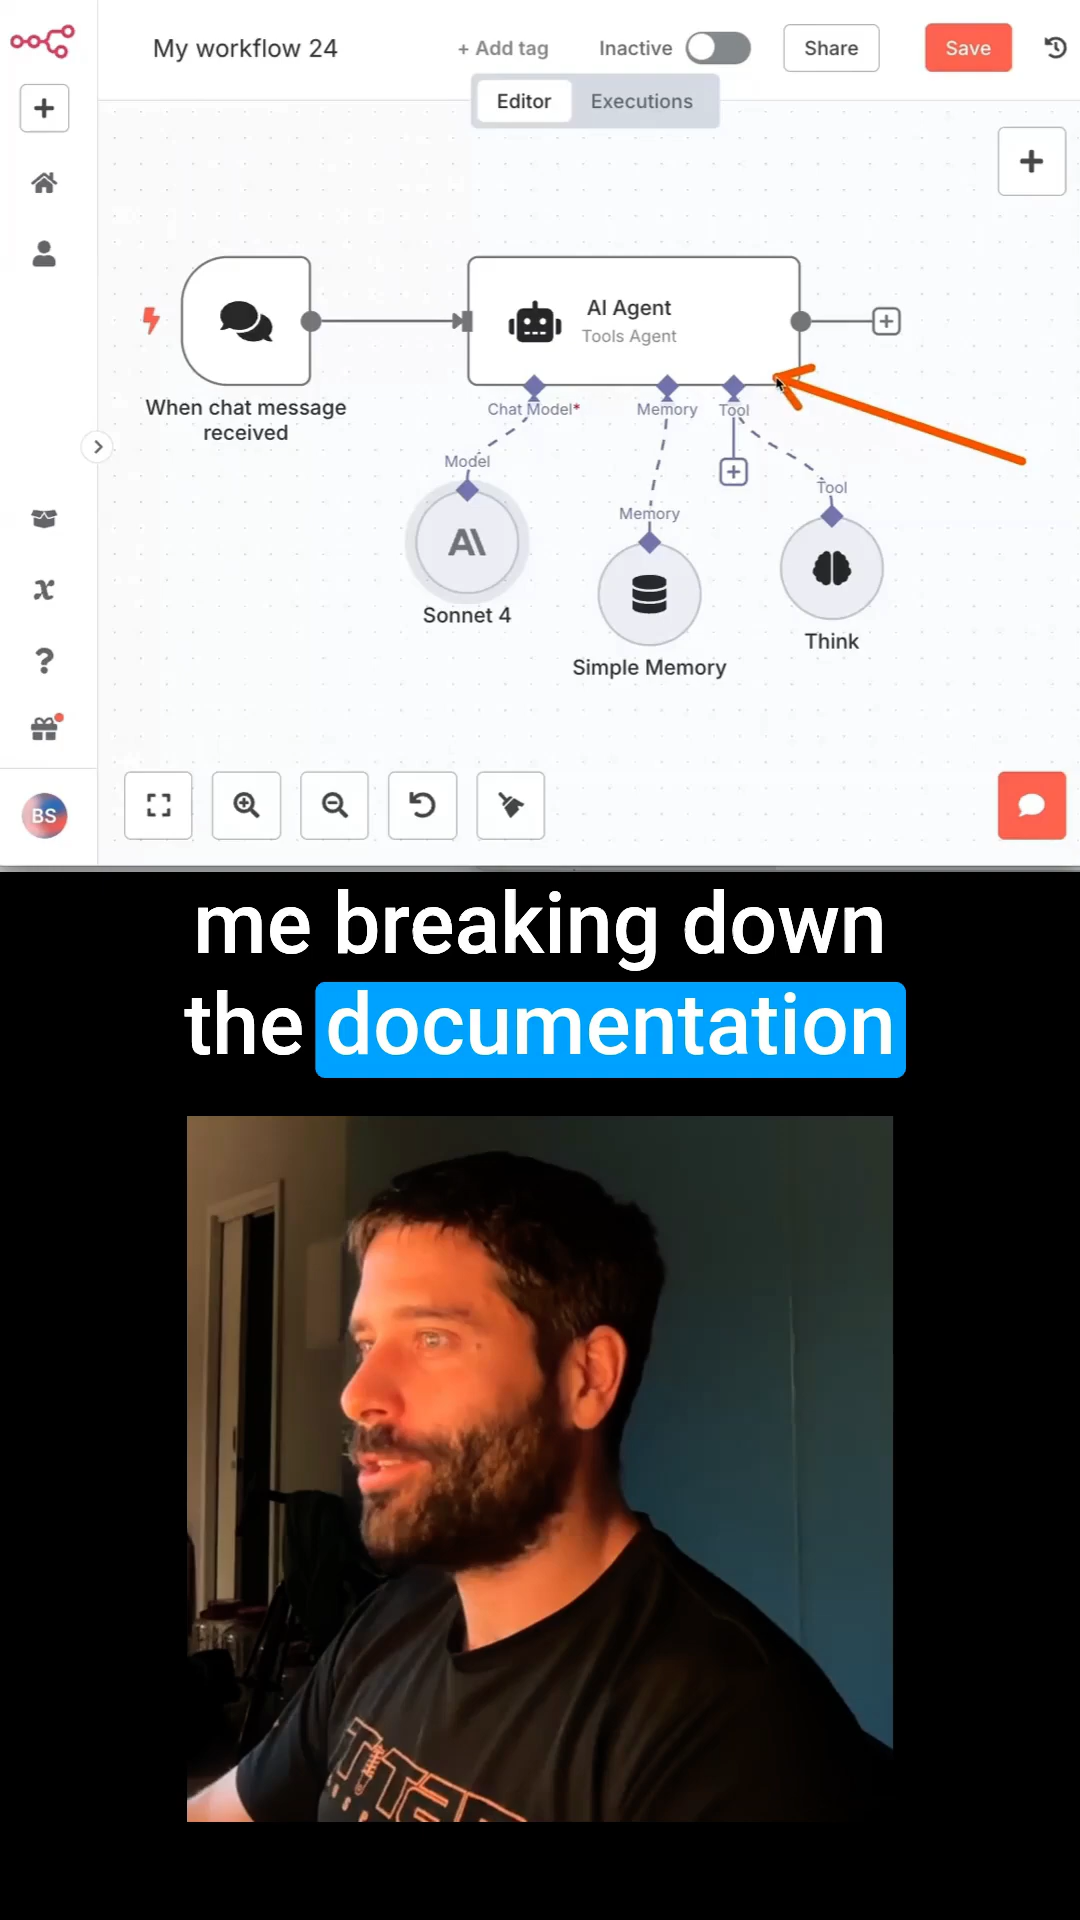 My workflow 24
+ Add tag
Inactive
Share
Save
Editor
Executions
AI Agent
Tools Agent
When chat message
received
Chat Model*
Memory
Tool
Model
Memory
Tool
Sonnet 4
Simple Memory
Think
BS
me breaking down
the documentation